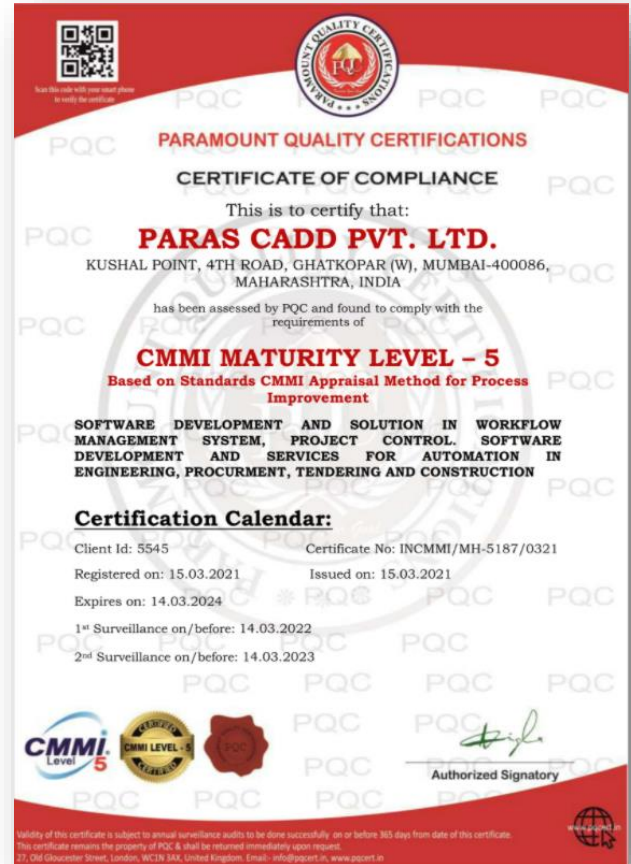 Scan this code with your smart phone
to verify the certificate
PARAMOUNT QUALITY CERTIFICATIONS
PQC
PARAMOUNT QUALITY CERTIFICATIONS
CERTIFICATE OF COMPLIANCE
This is to certify that:
PARAS CADD PVT. LTD.
KUSHAL POINT, 4TH ROAD, GHATKOPAR (W), MUMBAI-400086,
MAHARASHTRA, INDIA
has been assessed by PQC and found to comply with the
requirements of
CMMI MATURITY LEVEL – 5
Based on Standards CMMI Appraisal Method for Process
Improvement
SOFTWARE DEVELOPMENT AND SOLUTION IN WORKFLOW
MANAGEMENT SYSTEM, PROJECT CONTROL. SOFTWARE
DEVELOPMENT AND SERVICES FOR AUTOMATION IN
ENGINEERING, PROCURMENT, TENDERING AND CONSTRUCTION
Certification Calendar:
Client Id: 5545 Certificate No: INCMMI/MH-5187/0321
Registered on: 15.03.2021 Issued on: 15.03.2021
Expires on: 14.03.2024
1st Surveillance on/before: 14.03.2022
2nd Surveillance on/before: 14.03.2023
CMMI®
Level 5
CERTIFIED
CMMI LEVEL - 5
CERTIFIED
PQC
Authorized Signatory
www.pqcert.in
Validity of this certificate is subject to annual surveillance audits to be done successfully on or before 365 days from date of this certificate.
This certificate remains the property of PQC & shall be returned immediately upon request.
27, Old Gloucester Street, London, WC1N 3AX, United Kingdom. Email:- info@pqcert.in, www.pqcert.in